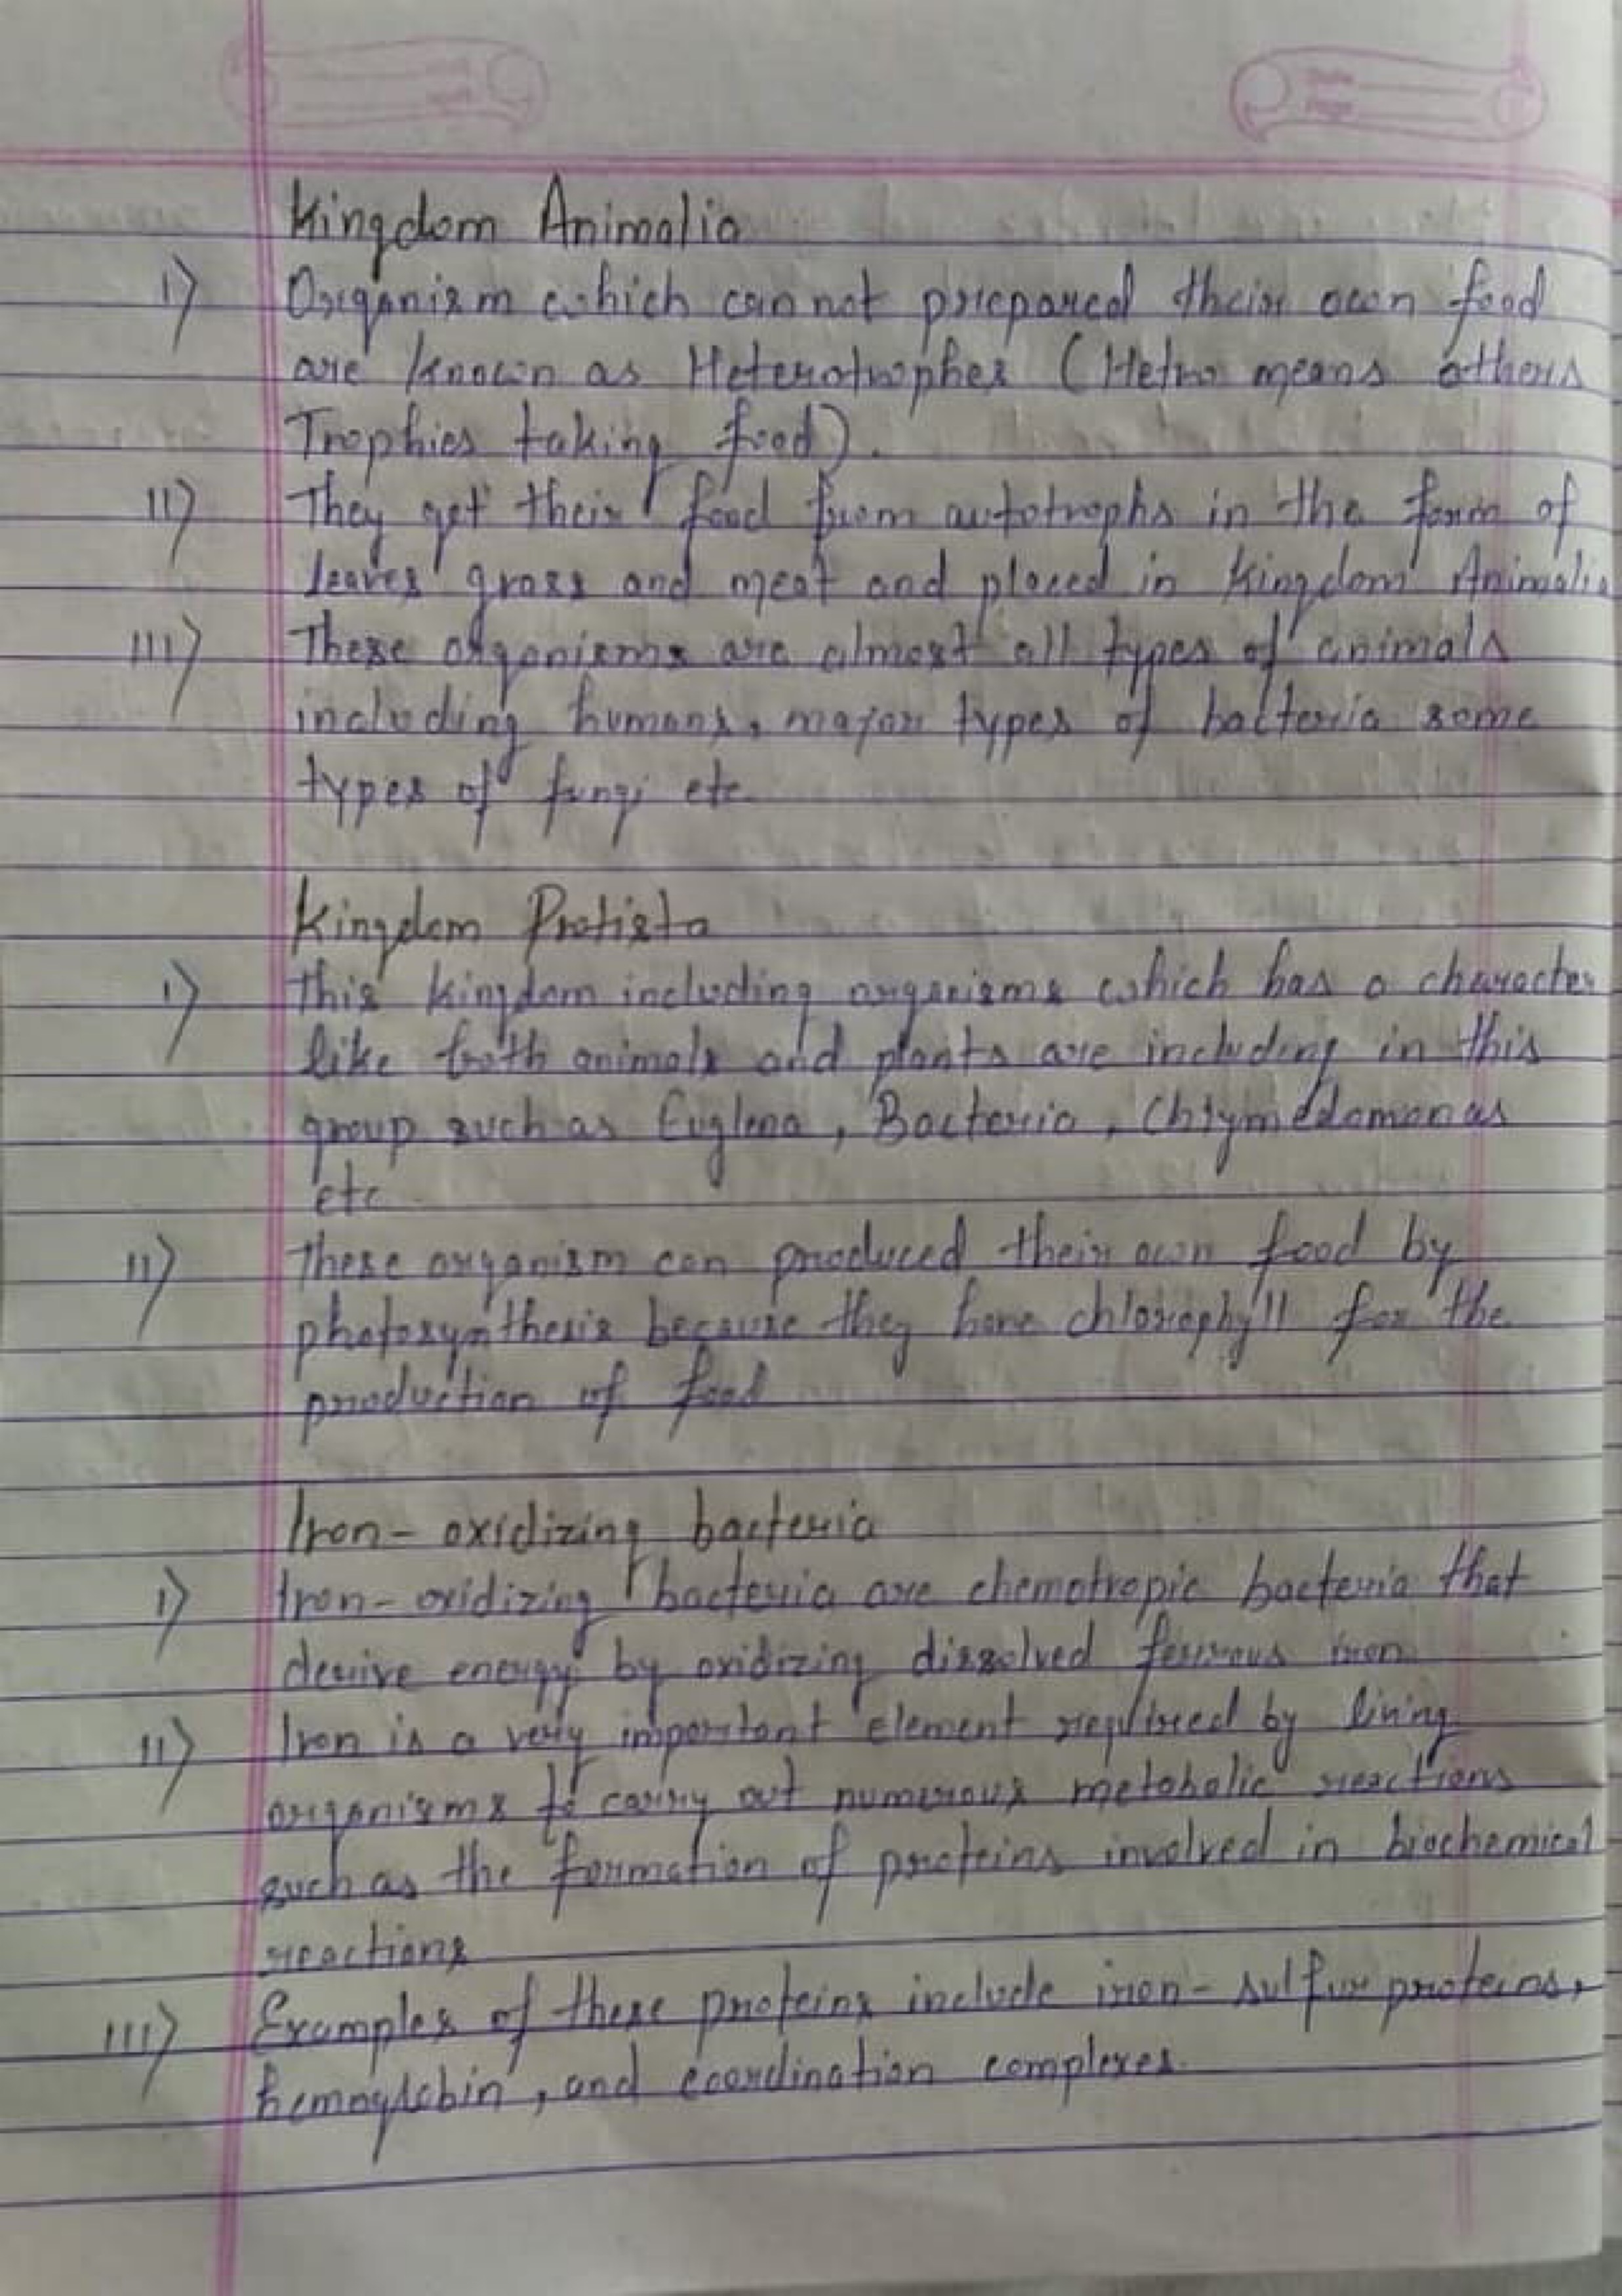 Date
Page
Kingdom Animalia
I) Organism which can not prepared their own food
are known as Heterotrophes (Hetro means others
Trophies taking food).
II) They get their food from autotrophs in the form of
leaves grass and meat and placed in Kingdom Animalia
III) These organisms are almost all types of animals
including humans, major types of bacteria some
types of fungi etc.
Kingdom Protista
I) This kingdom including organisms which has a character
like both animals and plants are including in this
group such as Euglena, Bacteria, Chlymedomonas
etc
II) These organism can produced their own food by
photosynthesis because they have chlorophyll for the
production of food
Iron-oxidizing bacteria
I) Iron-oxidizing bacteria are chemotropic bacteria that
derive energy by oxidizing dissolved ferrous iron.
II) Iron is a very important element required by living
organisms to carry out numerous metabolic reactions
such as the formation of proteins involved in biochemical
reactions
III) Examples of these proteins include iron-sulfur proteins,
hemoglobin, and coordination complexes.